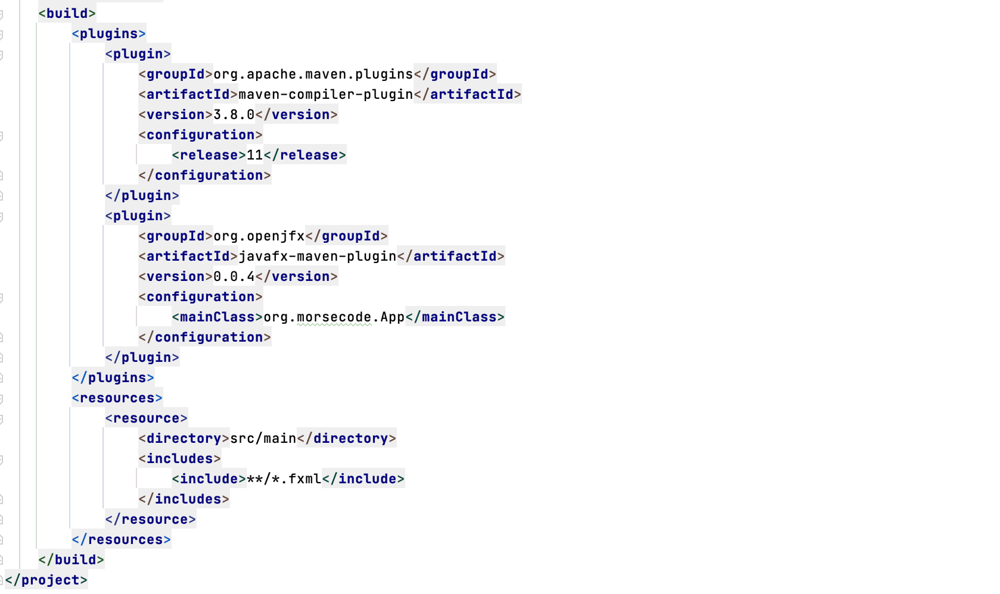 <build>
<plugins>
<plugin>
<groupId>org.apache.maven.plugins</groupId>
<artifactId>maven-compiler-plugin</artifactId>
<version>3.8.0</version>
<configuration>
<release>11</release>
</configuration>
</plugin>
<plugin>
<groupId>org.openjfx</groupId>
<artifactId>javafx-maven-plugin</artifactId>
<version>0.0.4</version>
<configuration>
<mainClass>org.morsecode.App</mainClass>
</configuration>
</plugin>
</plugins>
<resources>
<resource>
<directory>src/main</directory>
<includes>
<include>**/*.fxml</include>
</includes>
</resource>
</resources>
</build>
</project>